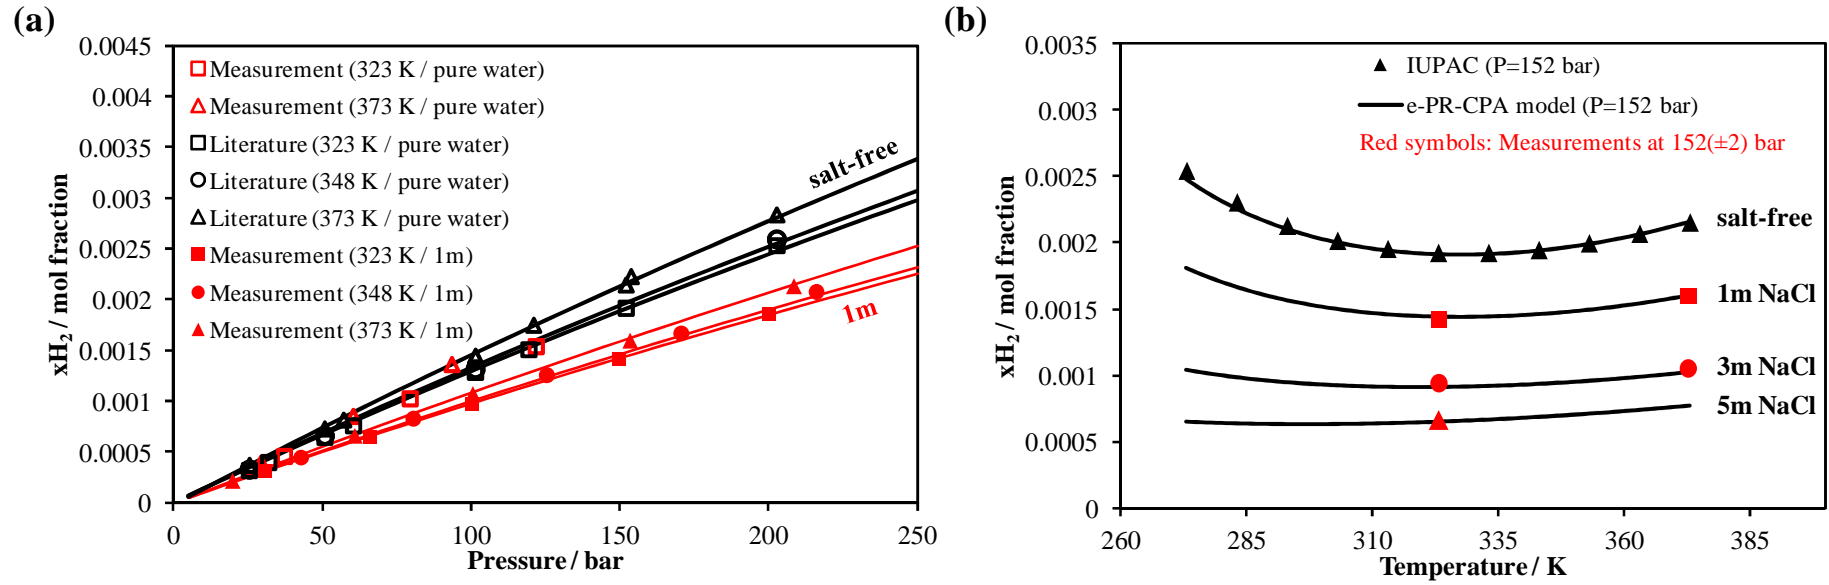 (a)
0.0045
0.004
0.0035
0.003
0.0025
0.002
0.0015
0.001
0.0005
0
xH2 / mol fraction
Measurement (323 K / pure water)
Measurement (373 K / pure water)
Literature (323 K / pure water)
Literature (348 K / pure water)
Literature (373 K / pure water)
Measurement (323 K / 1m)
Measurement (348 K / 1m)
Measurement (373 K / 1m)
salt-free
1m
0 50 100 150 200 250
Pressure / bar
(b)
0.0035
0.003
0.0025
0.002
0.0015
0.001
0.0005
0
xH2 / mol fraction
IUPAC (P=152 bar)
e-PR-CPA model (P=152 bar)
Red symbols: Measurements at 152(±2) bar
salt-free
1m NaCl
3m NaCl
5m NaCl
260 285 310 335 360 385
Temperature / K